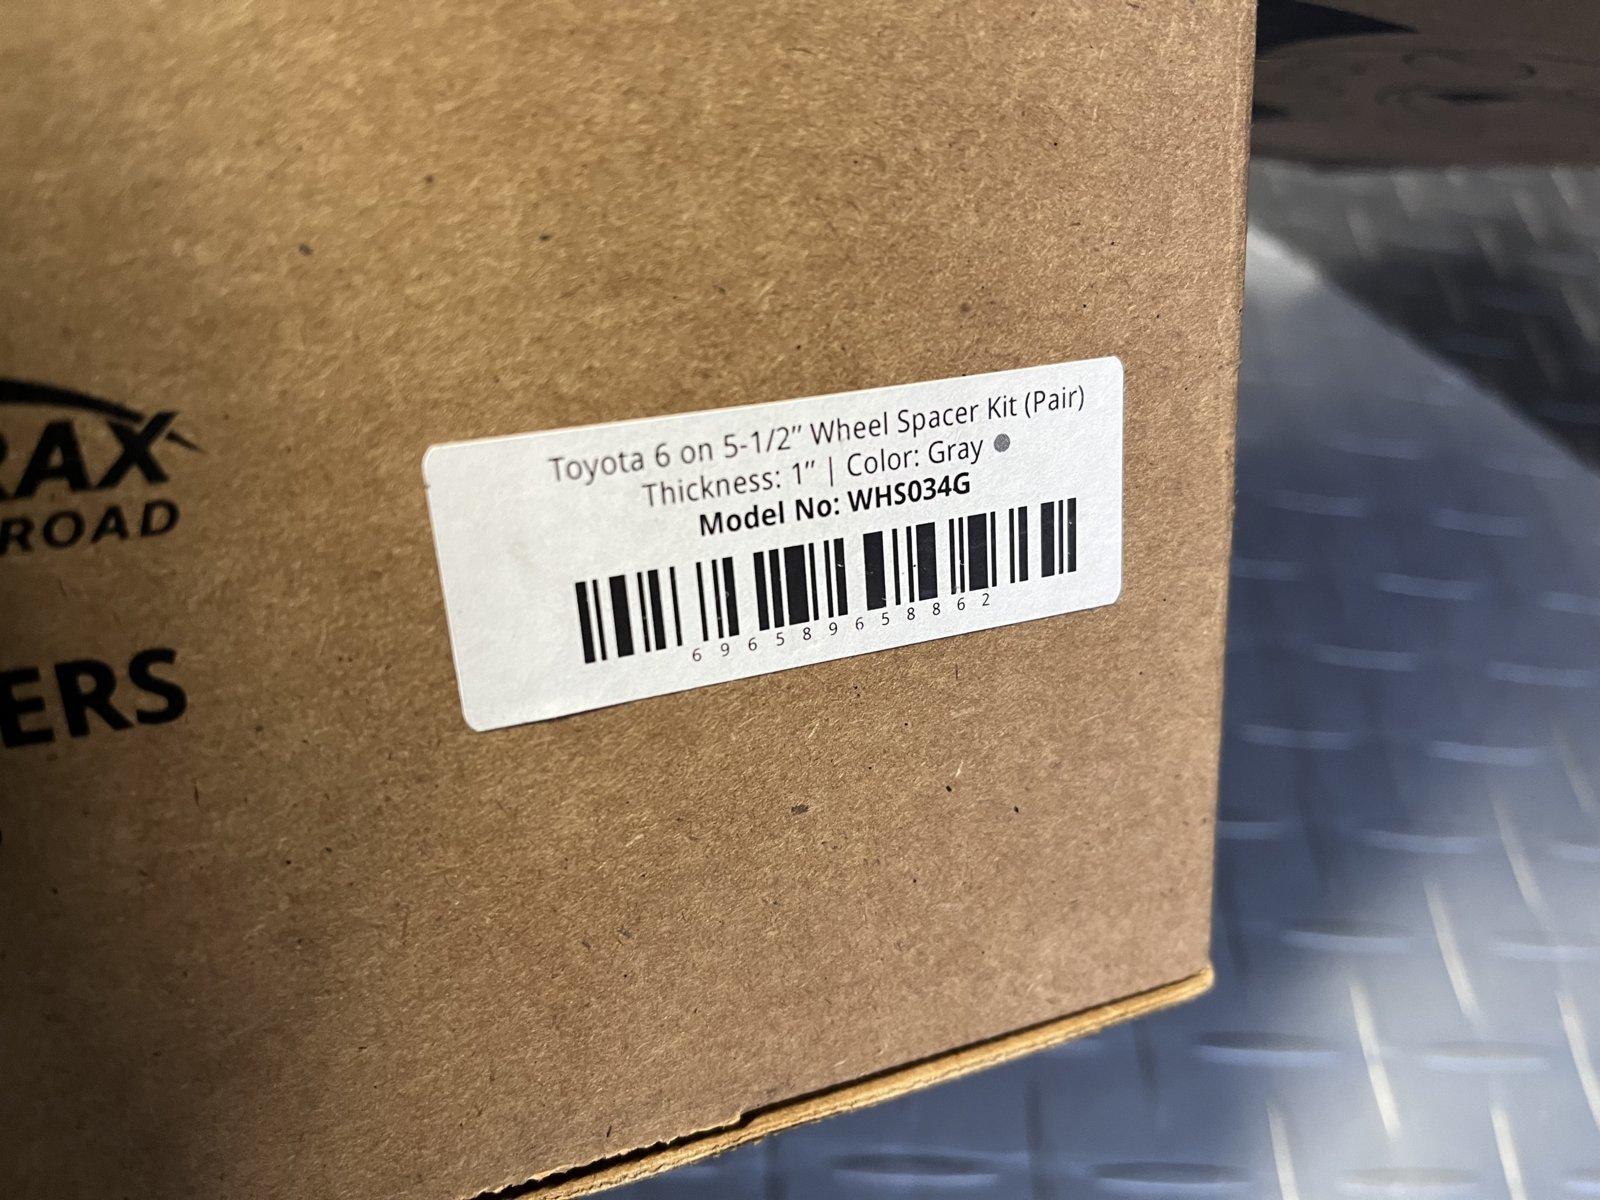 RAX
ROAD
ERS
Toyota 6 on 5-1/2” Wheel Spacer Kit (Pair)
Thickness: 1” | Color: Gray
Model No: WHS034G
696589658862